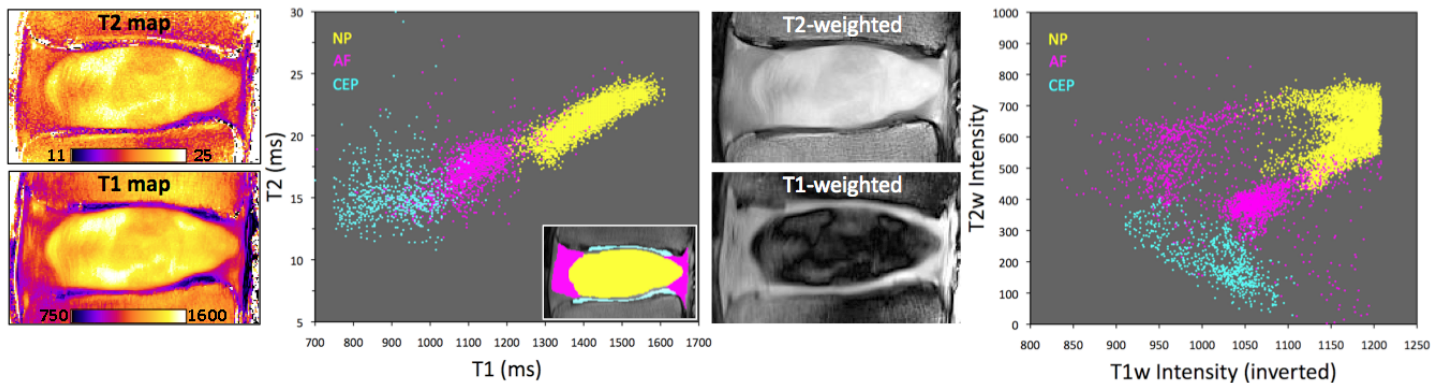 T2 map
11 25
T1 map
750 1600
T2 (ms)
30
25
20
15
10
5
NP
AF
CEP
700 800 900 1000 1100 1200 1300 1400 1500 1600 1700
T1 (ms)
T2-weighted
T1-weighted
T2w Intensity
1000
900
800
700
600
500
400
300
200
100
0
NP
AF
CEP
800 850 900 950 1000 1050 1100 1150 1200 1250
T1w Intensity (inverted)